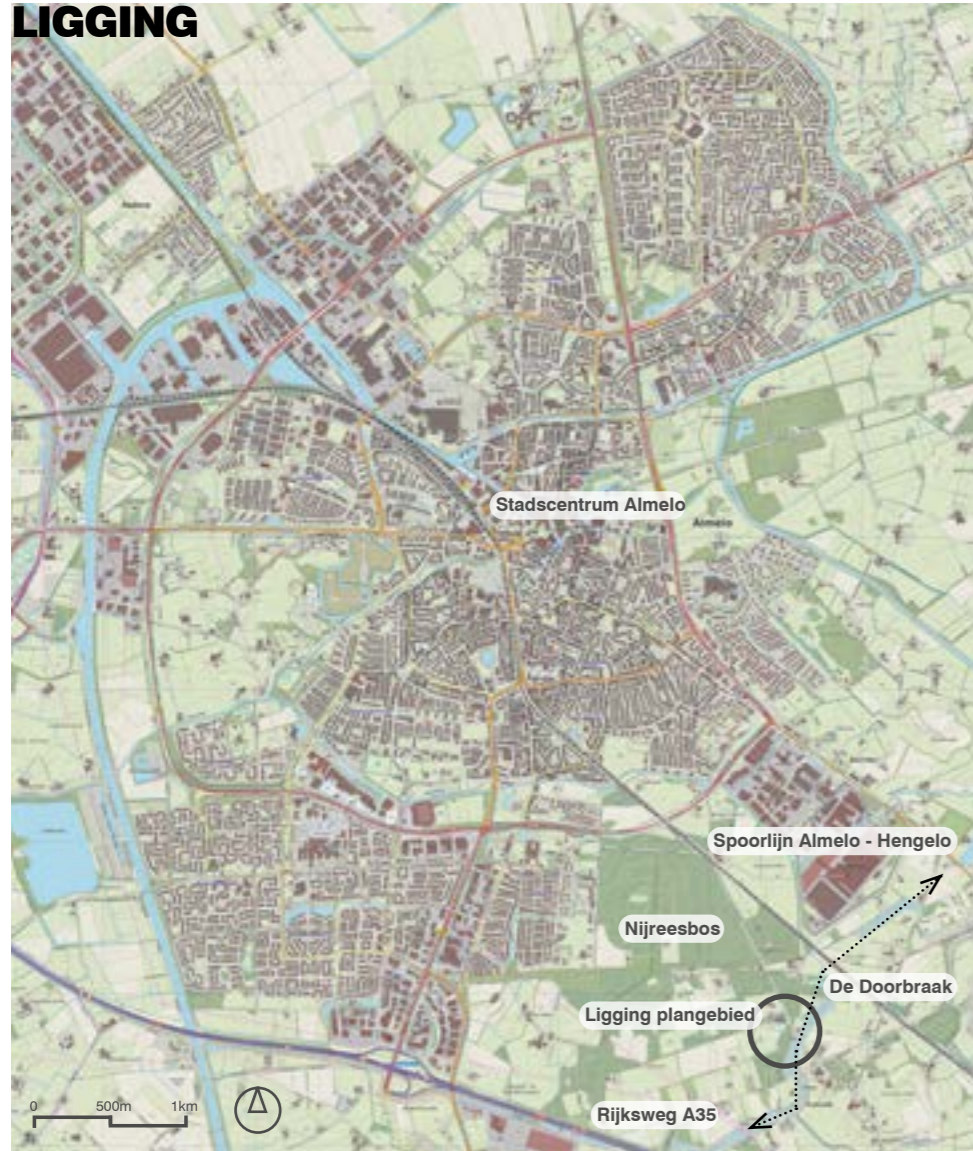 LIGGING
Stadscentrum Almelo
Almelo
Spoorlijn Almelo - Hengelo
Nijreesbos
De Doorbraak
Ligging plangebied
Rijksweg A35
0 500m 1km